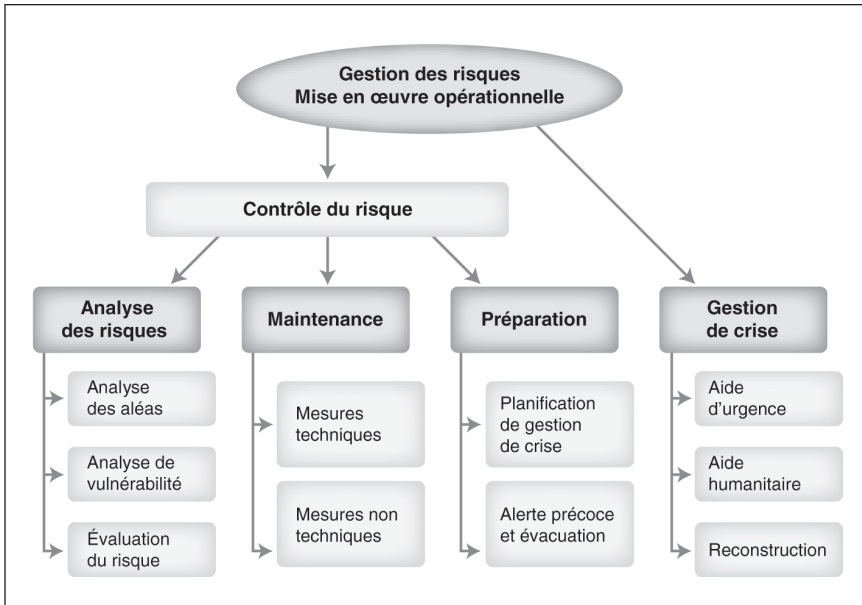 Gestion des risques
Mise en œuvre opérationnelle
Contrôle du risque
Analyse
des risques
Maintenance
Préparation
Gestion
de crise
Analyse
des aléas
Analyse de
vulnérabilité
Évaluation
du risque
Mesures
techniques
Mesures non
techniques
Planification
de gestion
de crise
Alerte précoce
et évacuation
Aide
d’urgence
Aide
humanitaire
Reconstruction